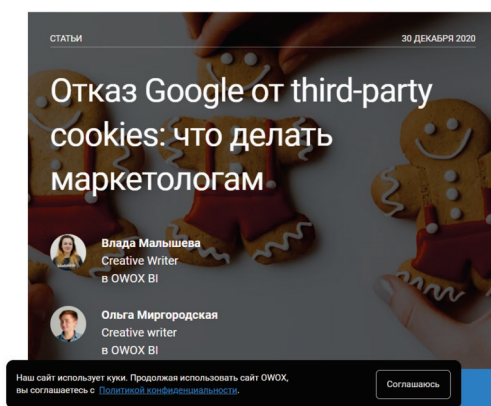 СТАТЬИ
30 ДЕКАБРЯ 2020
Отказ Google от third-party
cookies: что делать
маркетологам
Влада Малышева
Creative Writer
в OWOX BI
Ольга Миргородская
Creative writer
в OWOX BI
Наш сайт использует куки. Продолжая использовать сайт OWOX,
вы соглашаетесь с Политикой конфиденциальности.
Соглашаюсь